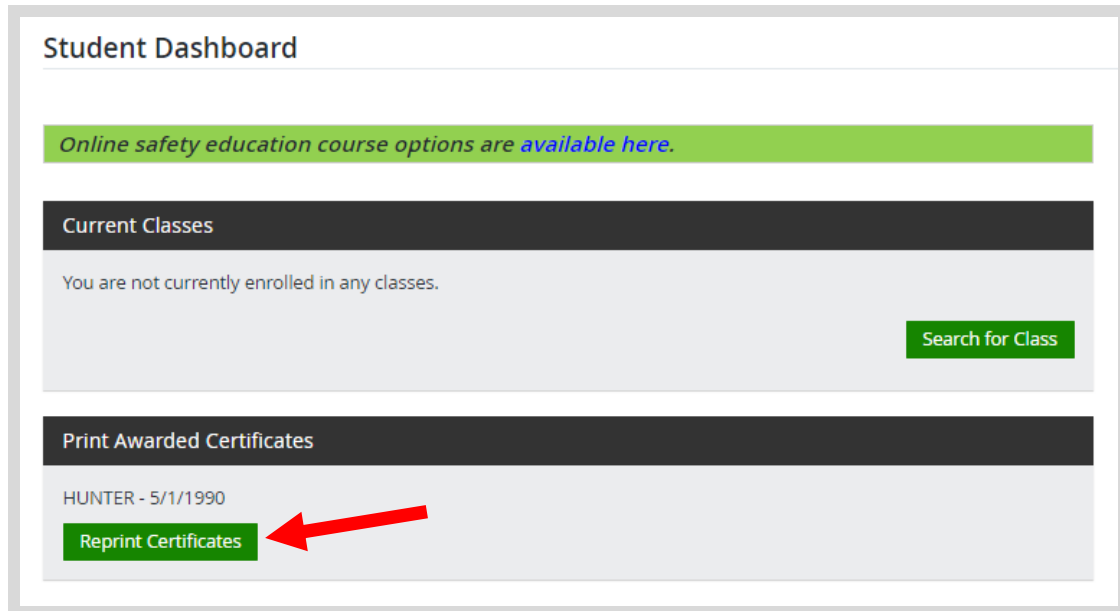 Student Dashboard
Online safety education course options are available here.
Current Classes
You are not currently enrolled in any classes.
Search for Class
Print Awarded Certificates
HUNTER - 5/1/1990
Reprint Certificates